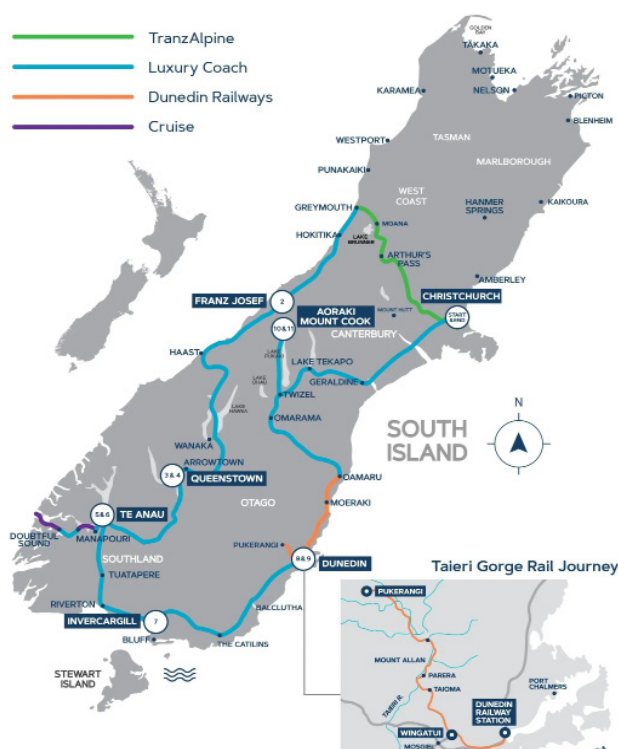 TranzAlpine
Luxury Coach
Dunedin Railways
Cruise
GOLDEN
BAY
TAKAKA
MOTUEKA
NELSON
KARAMEA
PICTON
BLENHEIM
TASMAN
WESTPORT
MARLBOROUGH
PUNAKAIKI
WEST
COAST
HANMER
SPRINGS
KAIKOURA
GREYMOUTH
MOANA
LAKE
BRUNNER
HOKITIKA
ARTHUR'S
PASS
AMBERLEY
FRANZ JOSEF
2
CHRISTCHURCH
START
& END
AORAKI
MOUNT COOK
10 & 11
MOUNT HUTT
CANTERBURY
HAAST
LAKE
PUKAKI
LAKE TEKAPO
GERALDINE
LAKE
OHAU
TWIZEL
LAKE
HAWEA
OMARAMA
N
SOUTH
ISLAND
WANAKA
ARROWTOWN
3 & 4
QUEENSTOWN
OAMARU
MOERAKI
OTAGO
5 & 6
TE ANAU
DOUBTFUL
SOUND
MANAPOURI
PUKERANGI
SOUTHLAND
8 & 9
DUNEDIN
TUATAPERE
RIVERTON
BALCLUTHA
INVERCARGILL
7
BLUFF
THE CATLINS
STEWART
ISLAND
Taieri Gorge Rail Journey
PUKERANGI
MOUNT ALLAN
PARERA
TAIOMA
TAIERI R.
PORT
CHALMERS
DUNEDIN
RAILWAY
STATION
WINGATUI
MOSGIEL